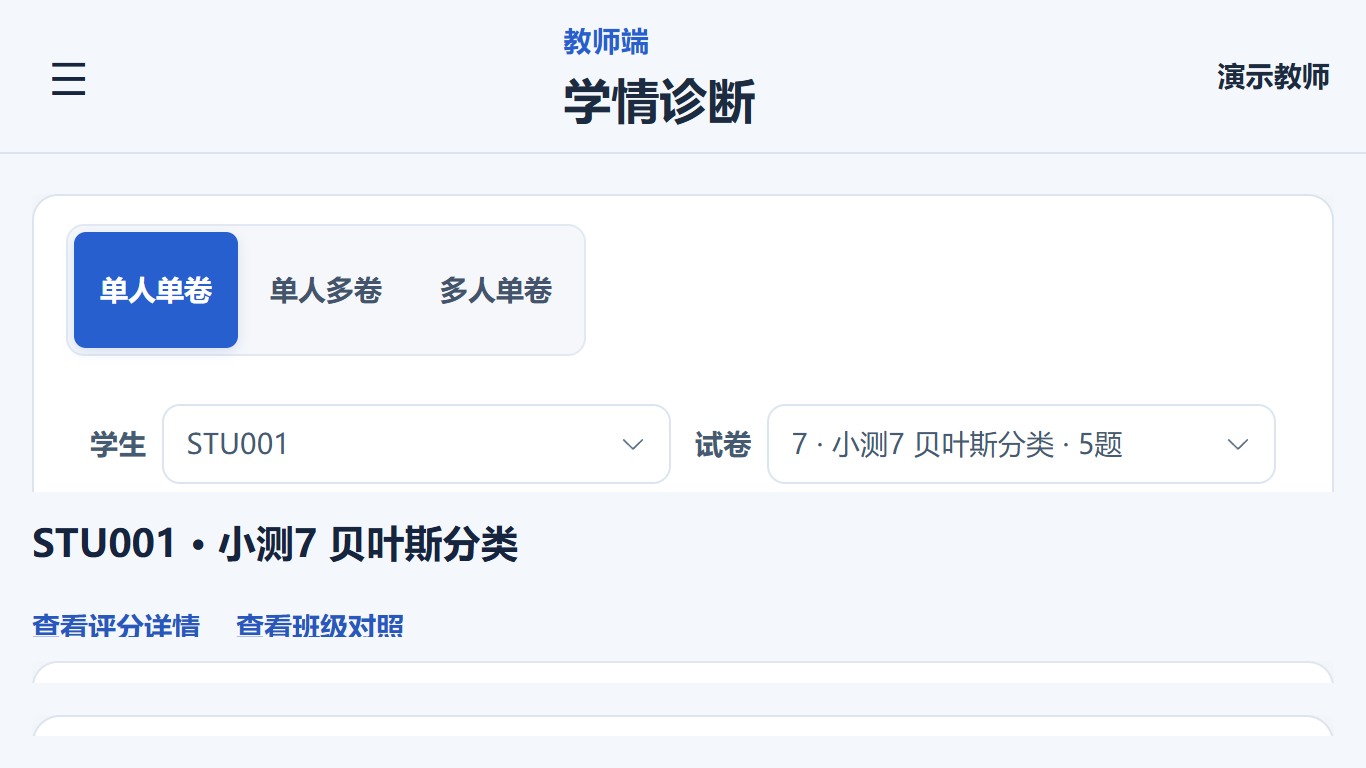 教师端
学情诊断
演示教师
单人单卷 单人多卷 多人单卷
学生 STU001 试卷 7 · 小测7 贝叶斯分类 · 5题
STU001 · 小测7 贝叶斯分类
查看评分详情 查看班级对照